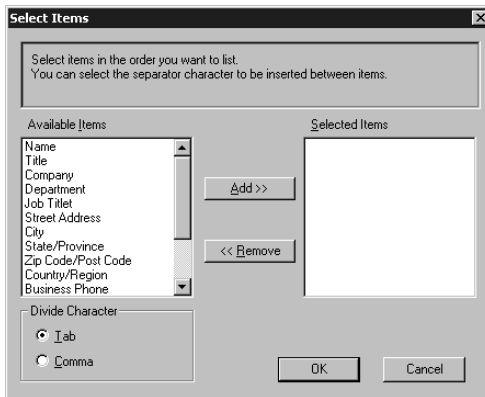 Select Items
Select items in the order you want to list.
You can select the separator character to be inserted between items.
Available Items
Selected Items
Name
Title
Company
Department
Job Titlet
Street Address
City
State/Province
Zip Code/Post Code
Country/Region
Business Phone
Add >>
<< Remove
Divide Character
Tab
Comma
OK
Cancel